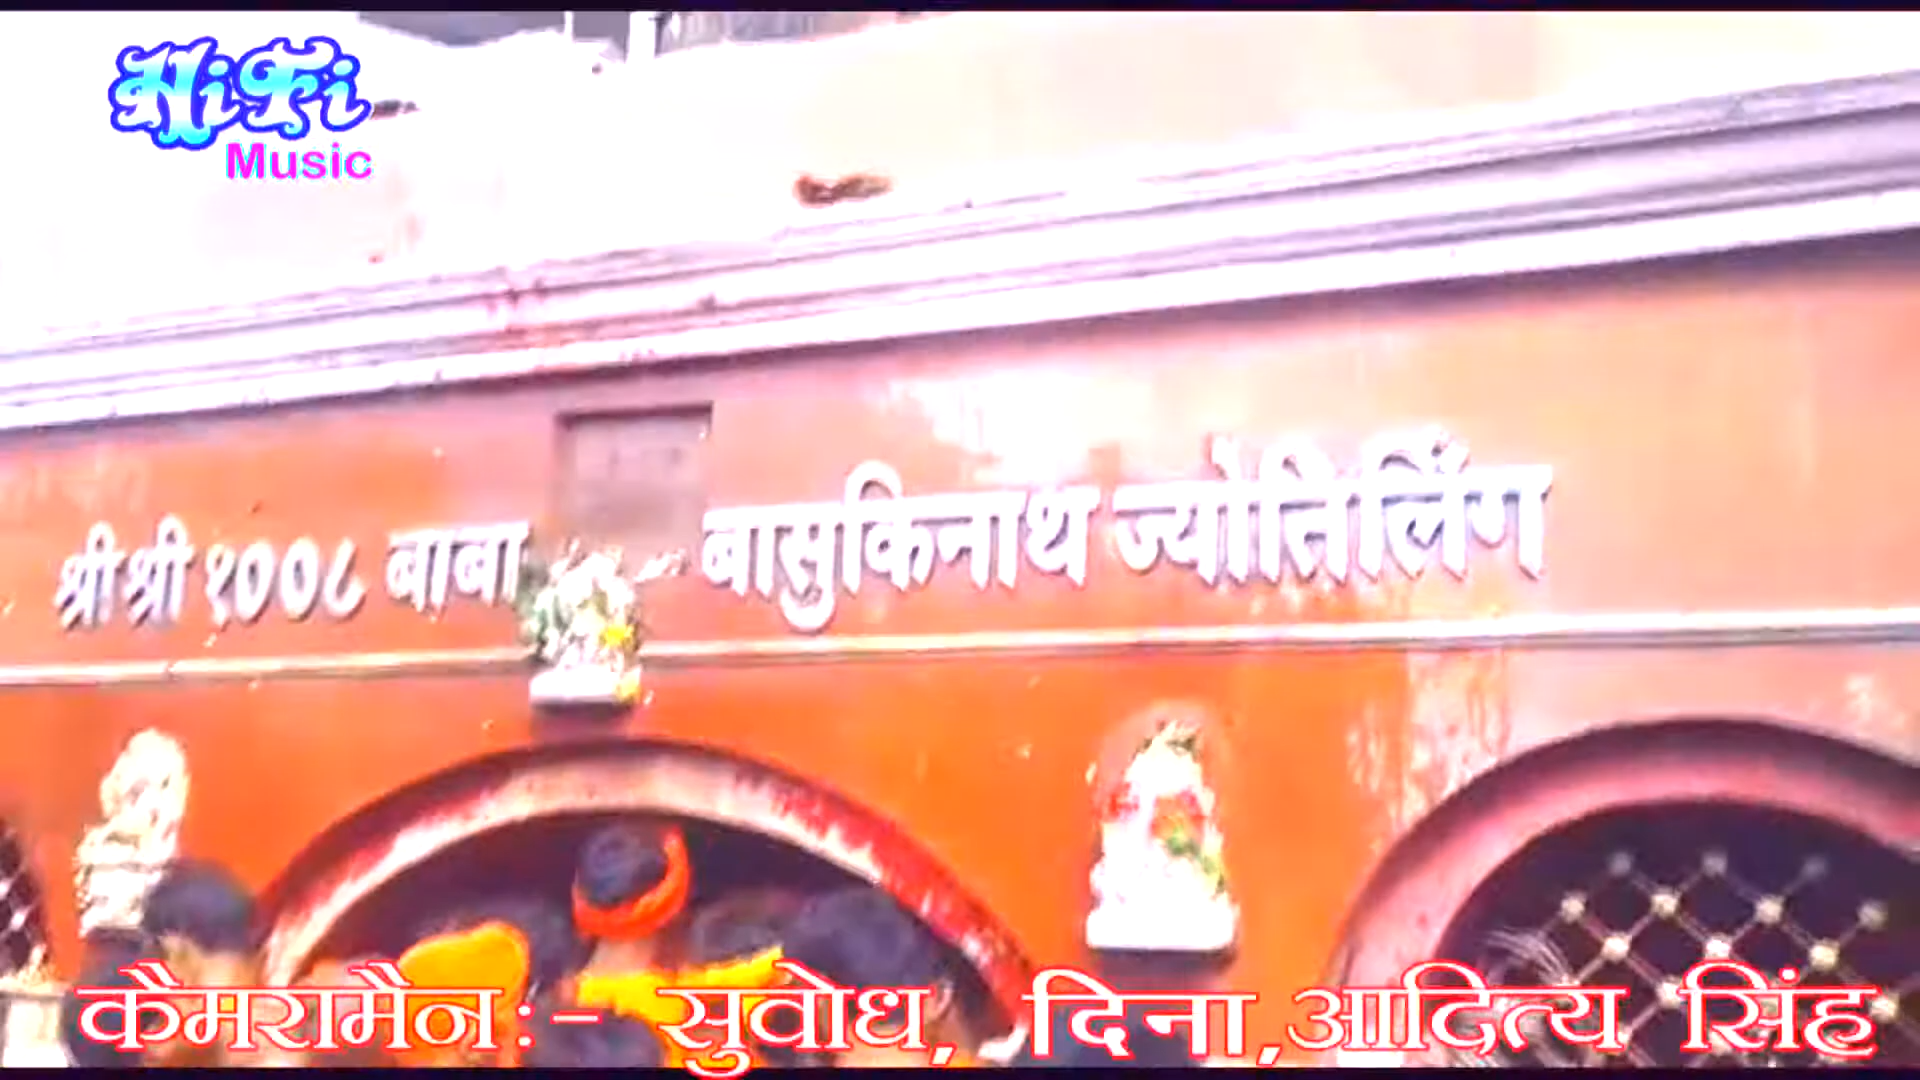 HiFi
Music
श्री श्री १००८ बाबा बासुकिनाथ ज्योतिर्लिंग
कैमरामैन:- सुवोध, दिना,आदित्य सिंह